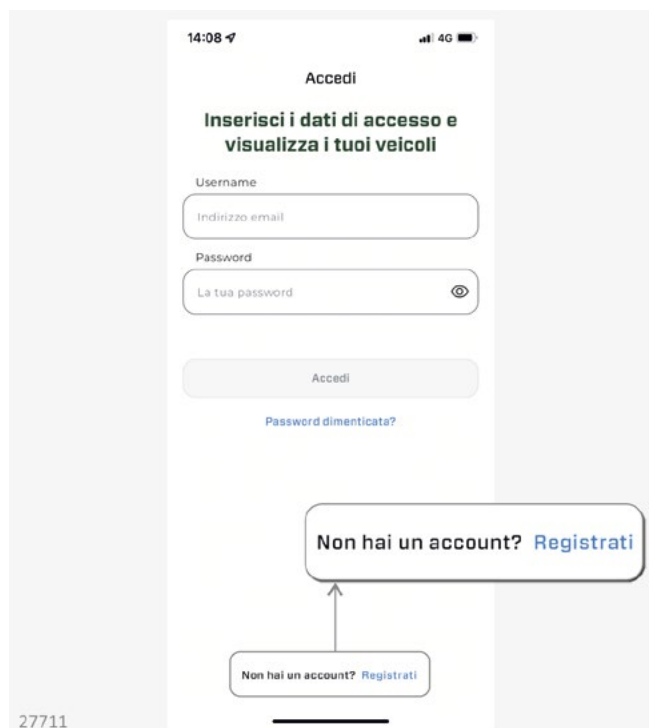 14:08 4G
Accedi
Inserisci i dati di accesso e
visualizza i tuoi veicoli
Username
Indirizzo email
Password
La tua password
Accedi
Password dimenticata?
Non hai un account? Registrati
Non hai un account? Registrati
27711